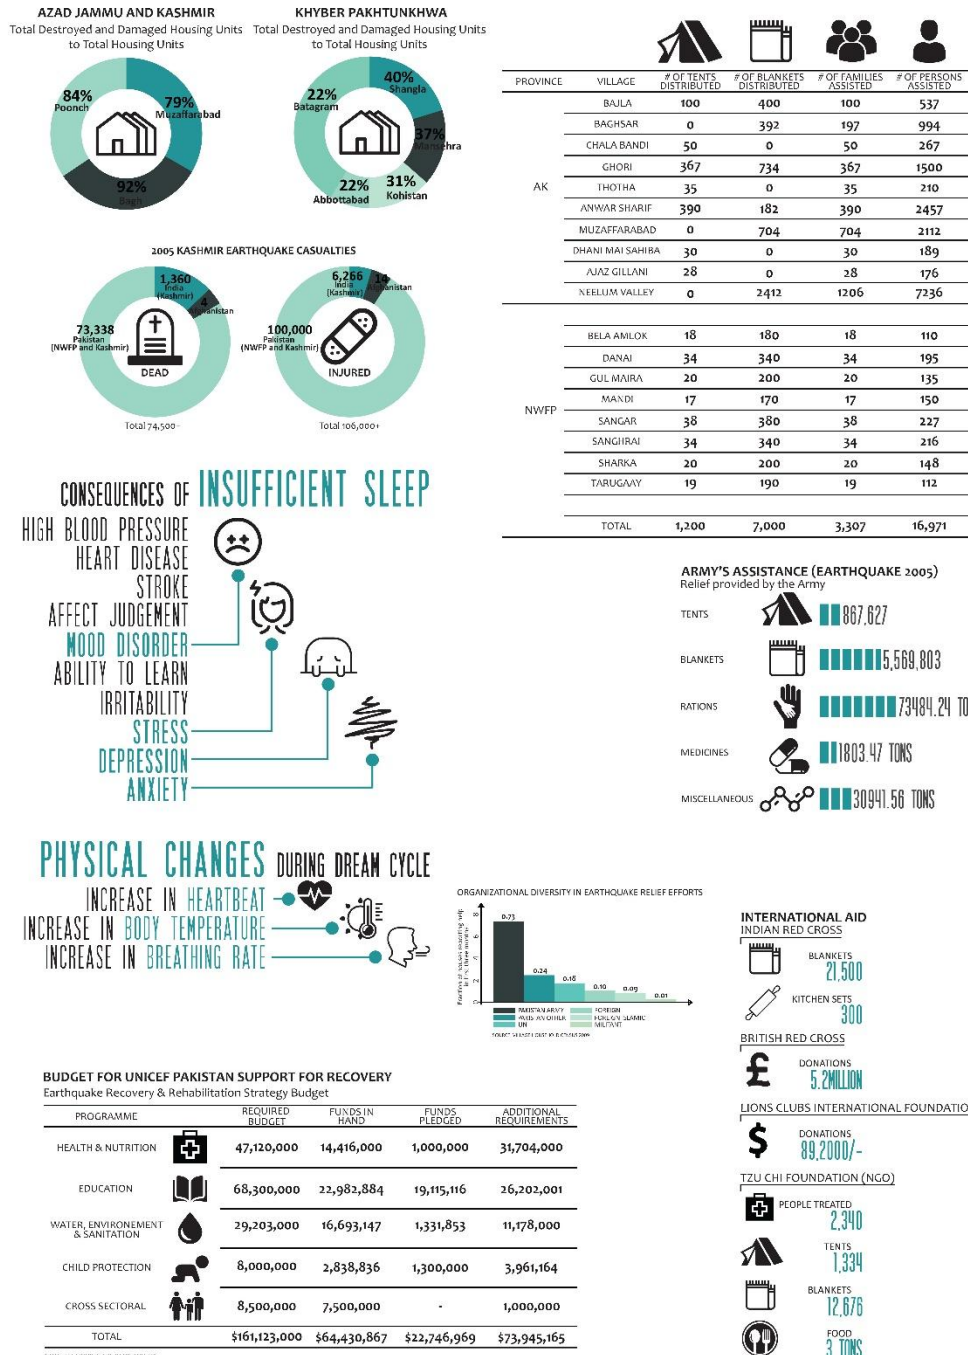 AZAD JAMMU AND KASHMIR
Total Destroyed and Damaged Housing Units
to Total Housing Units
84%
Poonch
79%
Muzaffarabad
92%
Bagh
KHYBER PAKHTUNKHWA
Total Destroyed and Damaged Housing Units
to Total Housing Units
40%
Shangla
22%
Batagram
37%
Mansehra
22%
Abbottabad
31%
Kohistan
2005 KASHMIR EARTHQUAKE CASUALTIES
1,360
India
(Kashmir)
4
Afghanistan
73,338
Pakistan
(NWFP and Kashmir)
DEAD
Total 74,500+
6,266
India
(Kashmir)
14
Afghanistan
100,000
Pakistan
(NWFP and Kashmir)
INJURED
Total 106,000+
PROVINCE VILLAGE # OF TENTS DISTRIBUTED # OF BLANKETS DISTRIBUTED # OF FAMILIES ASSISTED # OF PERSONS ASSISTED
AK
BAJLA 100 400 100 537
BAGHSAR 0 392 197 994
CHALA BANDI 50 0 50 267
GHORI 367 734 367 1500
THOTHA 35 0 35 210
ANWAR SHARIF 390 182 390 2457
MUZAFFARABAD 0 704 704 2112
DHANI MAI SAHIBA 30 0 30 189
AJAZ GILLANI 28 0 28 176
NEELUM VALLEY 0 2412 1206 7236
NWFP
BELA AMLOK 18 180 18 110
DANAI 34 340 34 195
GUL MAIRA 20 200 20 135
MANDI 17 170 17 150
SANGAR 38 380 38 227
SANGHRAI 34 340 34 216
SHARKA 20 200 20 148
TARUGAAY 19 190 19 112
TOTAL 1,200 7,000 3,307 16,971
CONSEQUENCES OF INSUFFICIENT SLEEP
HIGH BLOOD PRESSURE
HEART DISEASE
STROKE
AFFECT JUDGEMENT
MOOD DISORDER
ABILITY TO LEARN
IRRITABILITY
STRESS
DEPRESSION
ANXIETY
ARMY'S ASSISTANCE (EARTHQUAKE 2005)
Relief provided by the Army
TENTS 867,627
BLANKETS 5,569,803
RATIONS 73484.24 TO
MEDICINES 1803.47 TONS
MISCELLANEOUS 30941.56 TONS
PHYSICAL CHANGES DURING DREAM CYCLE
INCREASE IN HEARTBEAT
INCREASE IN BODY TEMPERATURE
INCREASE IN BREATHING RATE
ORGANIZATIONAL DIVERSITY IN EARTHQUAKE RELIEF EFFORTS
0 2 4 6 8
0.73
0.24
0.16
0.10
0.09
0.01
PAKISTAN ARMY
PAKISTAN OTHER
UN
FOREIGN
FOREIGN ISLAMIC
MILITANT
INTERNATIONAL AID
INDIAN RED CROSS
BLANKETS
21,500
KITCHEN SETS
300
BRITISH RED CROSS
£
DONATIONS
5.2MILLION
LIONS CLUBS INTERNATIONAL FOUNDATIO
$
DONATIONS
89,2000/-
TZU CHI FOUNDATION (NGO)
PEOPLE TREATED
2,340
TENTS
1,334
BLANKETS
12,676
FOOD
3 TONS
BUDGET FOR UNICEF PAKISTAN SUPPORT FOR RECOVERY
Earthquake Recovery & Rehabilitation Strategy Budget
PROGRAMME REQUIRED BUDGET FUNDS IN HAND FUNDS PLEDGED ADDITIONAL REQUIREMENTS
HEALTH & NUTRITION 47,120,000 14,416,000 1,000,000 31,704,000
EDUCATION 68,300,000 22,982,884 19,115,116 26,202,001
WATER, ENVIRONEMENT & SANITATION 29,203,000 16,693,147 1,331,853 11,178,000
CHILD PROTECTION 8,000,000 2,838,836 1,300,000 3,961,164
CROSS SECTORAL 8,500,000 7,500,000 - 1,000,000
TOTAL $161,123,000 $64,430,867 $22,746,969 $73,945,165